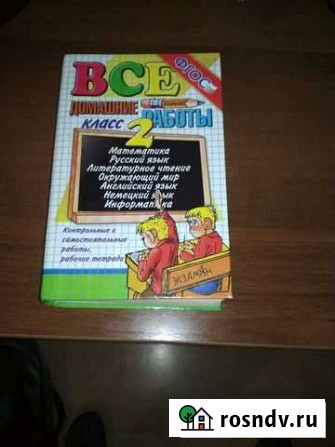 ВСЕ
ФГОС
ДОМАШНИЕ
РАБОТЫ
КЛАСС 2
Математика
Русский язык
Литературное чтение
Окружающий мир
Английский язык
Немецкий язык
Информатика
Контрольные и
самостоятельные
работы,
рабочие тетради
ЭКЗАМЕН
rosndv.ru